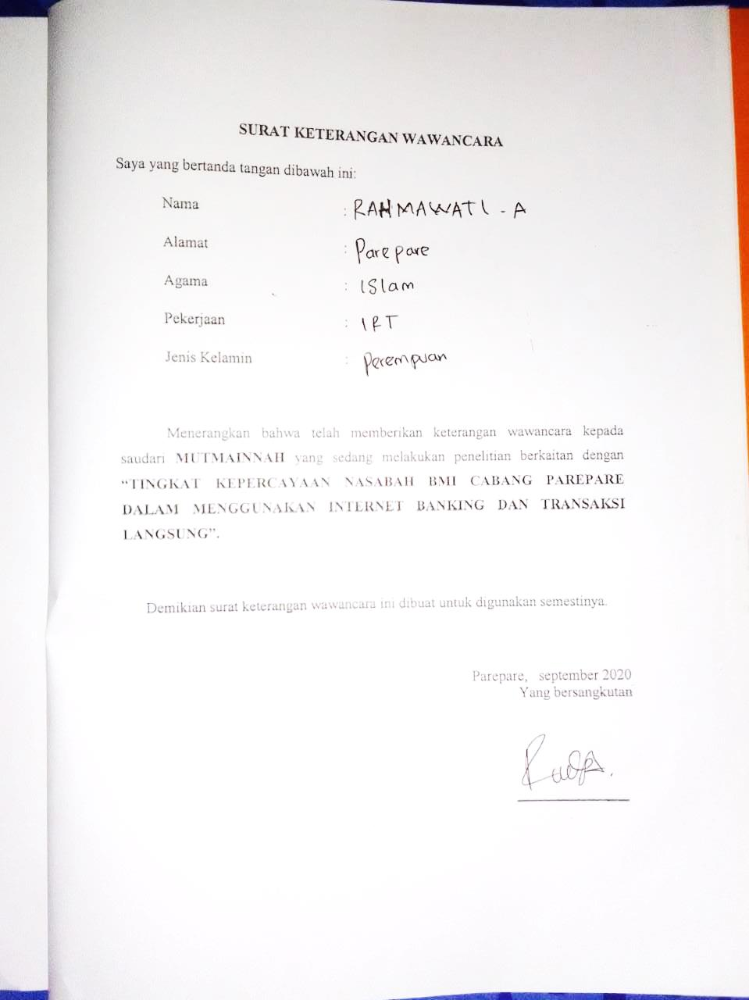 SURAT KETERANGAN WAWANCARA
Saya yang bertanda tangan dibawah ini:
Nama : RAHMAWATI - A
Alamat : Parepare
Agama : ISlam
Pekerjaan : IRT
Jenis Kelamin : Perempuan
Menerangkan bahwa telah memberikan keterangan wawancara kepada
saudari MUTMAINNAH yang sedang melakukan penelitian berkaitan dengan
“TINGKAT KEPERCAYAAN NASABAH BMI CABANG PAREPARE
DALAM MENGGUNAKAN INTERNET BANKING DAN TRANSAKSI
LANGSUNG”.
Demikian surat keterangan wawancara ini dibuat untuk digunakan semestinya.
Parepare, september 2020
Yang bersangkutan